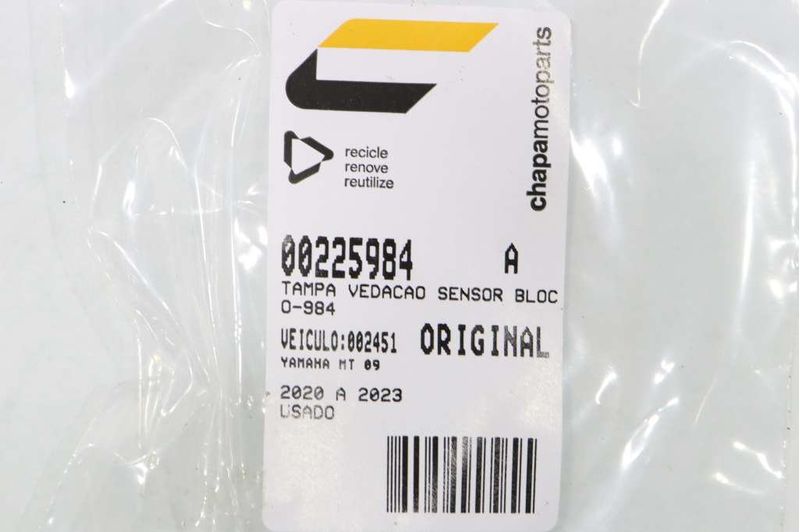 chapamotoparts
recicle
renove
reutilize
00225984 A
TAMPA VEDACAO SENSOR BLOC
O-984
VEICULO:002451 ORIGINAL
YAMAHA MT 09
2020 A 2023
USADO